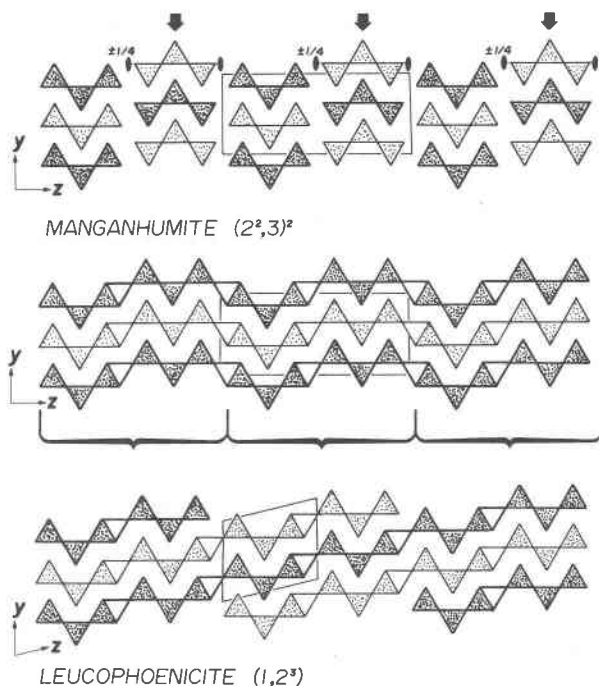 ±1/4 ±1/4 ±1/4
y
z
MANGANHUMITE (2²,3)²
y
z
y
z
LEUCOPHOENICITE (1,2³)